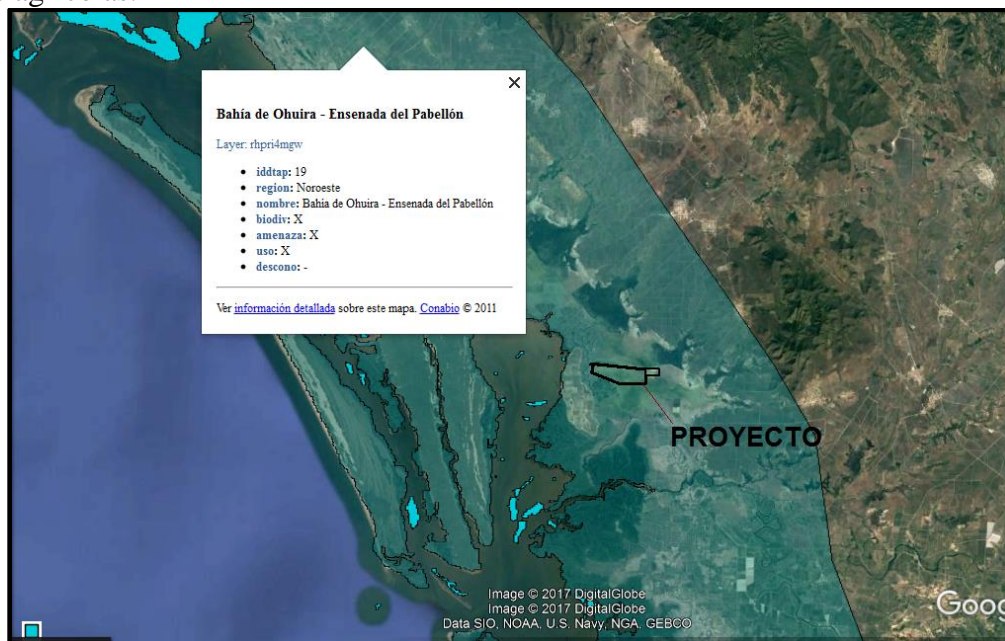 Bahía de Ohuira - Ensenada del Pabellón
Layer: rhpri4mgw
iddtap: 19
region: Noroeste
nombre: Bahia de Ohuira - Ensenada del Pabellón
biodiv: X
amenaza: X
uso: X
descono: -
Ver información detallada sobre este mapa. Conabio © 2011
PROYECTO
Image © 2017 DigitalGlobe
Image © 2017 DigitalGlobe
Data SIO, NOAA, U.S. Navy, NGA, GEBCO
Goo